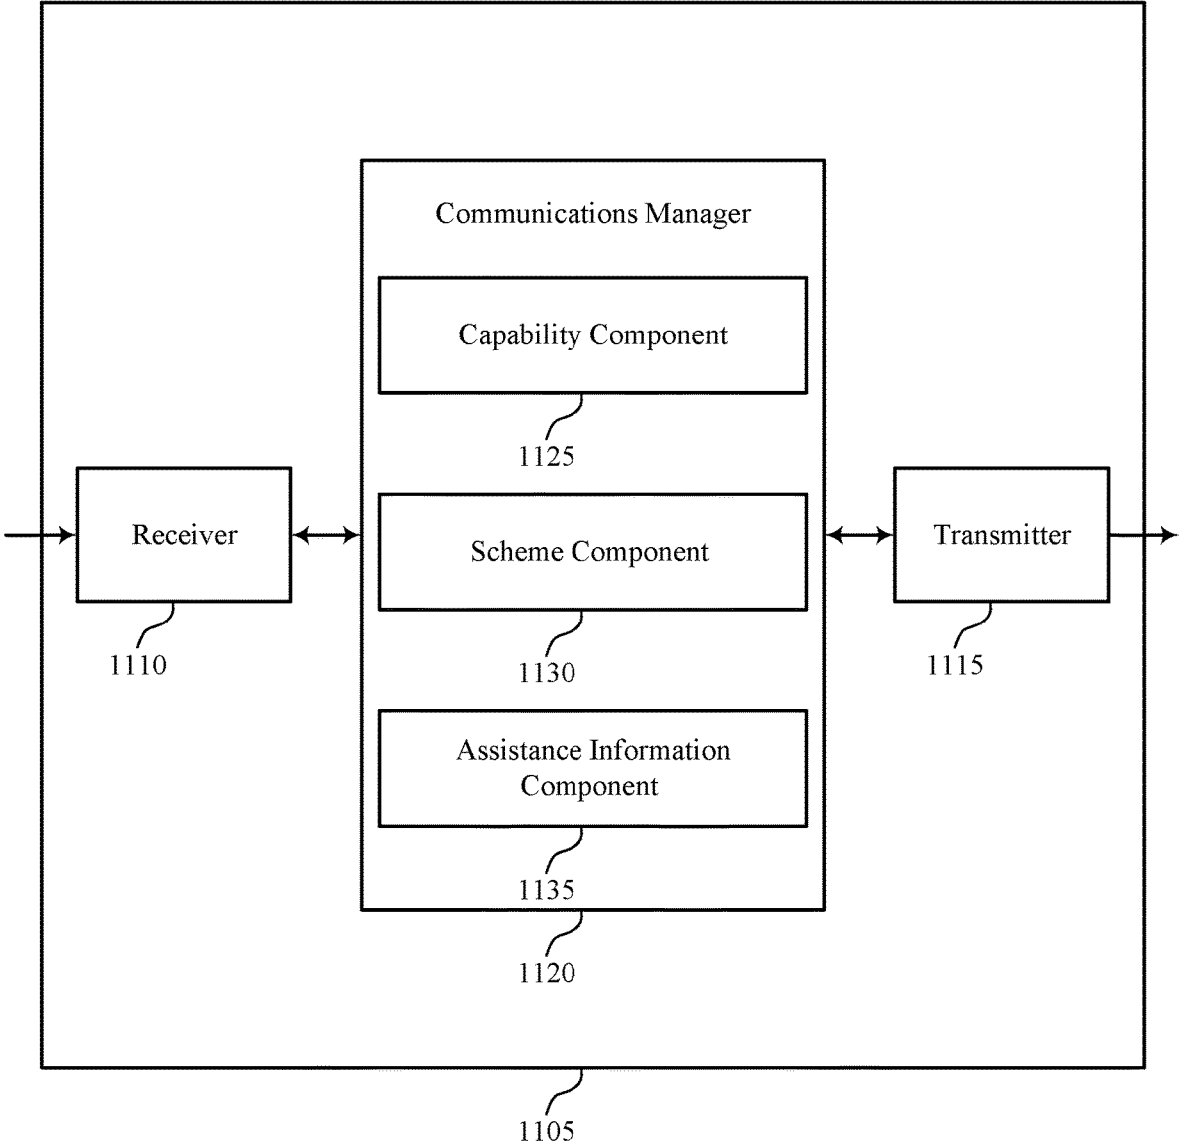 Communications Manager
Capability Component
1125
Receiver
1110
Scheme Component
1130
Transmitter
1115
Assistance Information
Component
1135
1120
1105